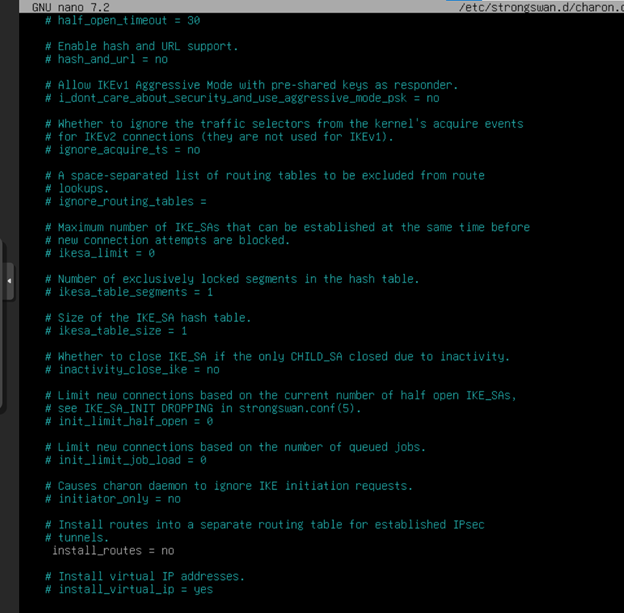 GNU nano 7.2 /etc/strongswan.d/charon.c
# half_open_timeout = 30
# Enable hash and URL support.
# hash_and_url = no
# Allow IKEv1 Aggressive Mode with pre-shared keys as responder.
# i_dont_care_about_security_and_use_aggressive_mode_psk = no
# Whether to ignore the traffic selectors from the kernel's acquire events
# for IKEv2 connections (they are not used for IKEv1).
# ignore_acquire_ts = no
# A space-separated list of routing tables to be excluded from route
# lookups.
# ignore_routing_tables =
# Maximum number of IKE_SAs that can be established at the same time before
# new connection attempts are blocked.
# ikesa_limit = 0
# Number of exclusively locked segments in the hash table.
# ikesa_table_segments = 1
# Size of the IKE_SA hash table.
# ikesa_table_size = 1
# Whether to close IKE_SA if the only CHILD_SA closed due to inactivity.
# inactivity_close_ike = no
# Limit new connections based on the current number of half open IKE_SAs,
# see IKE_SA_INIT DROPPING in strongswan.conf(5).
# init_limit_half_open = 0
# Limit new connections based on the number of queued jobs.
# init_limit_job_load = 0
# Causes charon daemon to ignore IKE initiation requests.
# initiator_only = no
# Install routes into a separate routing table for established IPsec
# tunnels.
install_routes = no
# Install virtual IP addresses.
# install_virtual_ip = yes